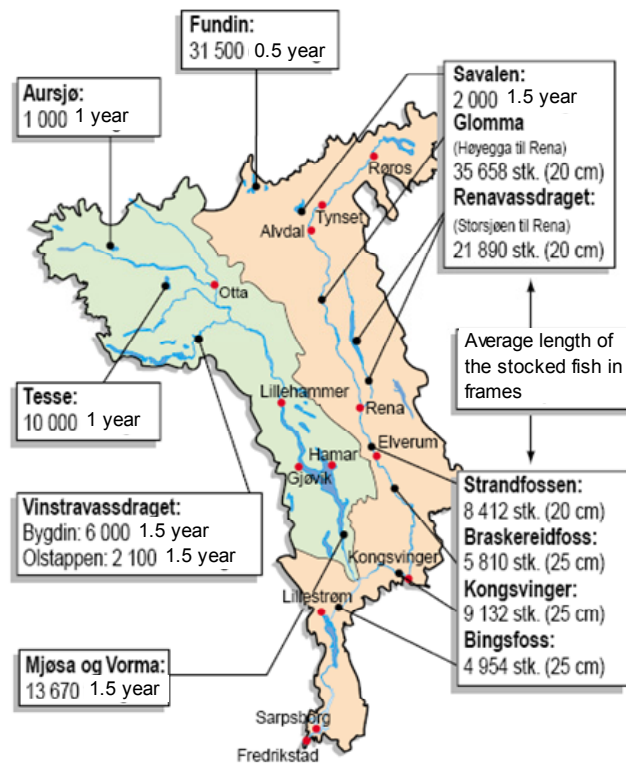 Fundin:
31 500 0.5 year
Aursjø:
1 000 1 year
Savalen:
2 000 1.5 year
Glomma
(Høyegga til Rena)
35 658 stk. (20 cm)
Renavassdraget:
(Storsjøen til Rena)
21 890 stk. (20 cm)
Røros
Tynset
Alvdal
Otta
Average length of
the stocked fish in
frames
Tesse:
10 000 1 year
Lillehammer
Rena
Elverum
Hamar
Gjøvik
Vinstravassdraget:
Bygdin: 6 000 1.5 year
Olstappen: 2 100 1.5 year
Strandfossen:
8 412 stk. (20 cm)
Braskereidfoss:
5 810 stk. (25 cm)
Kongsvinger:
9 132 stk. (25 cm)
Bingsfoss:
4 954 stk. (25 cm)
Kongsvinger
Lillestrøm
Mjøsa og Vorma:
13 670 1.5 year
Sarpsborg
Fredrikstad